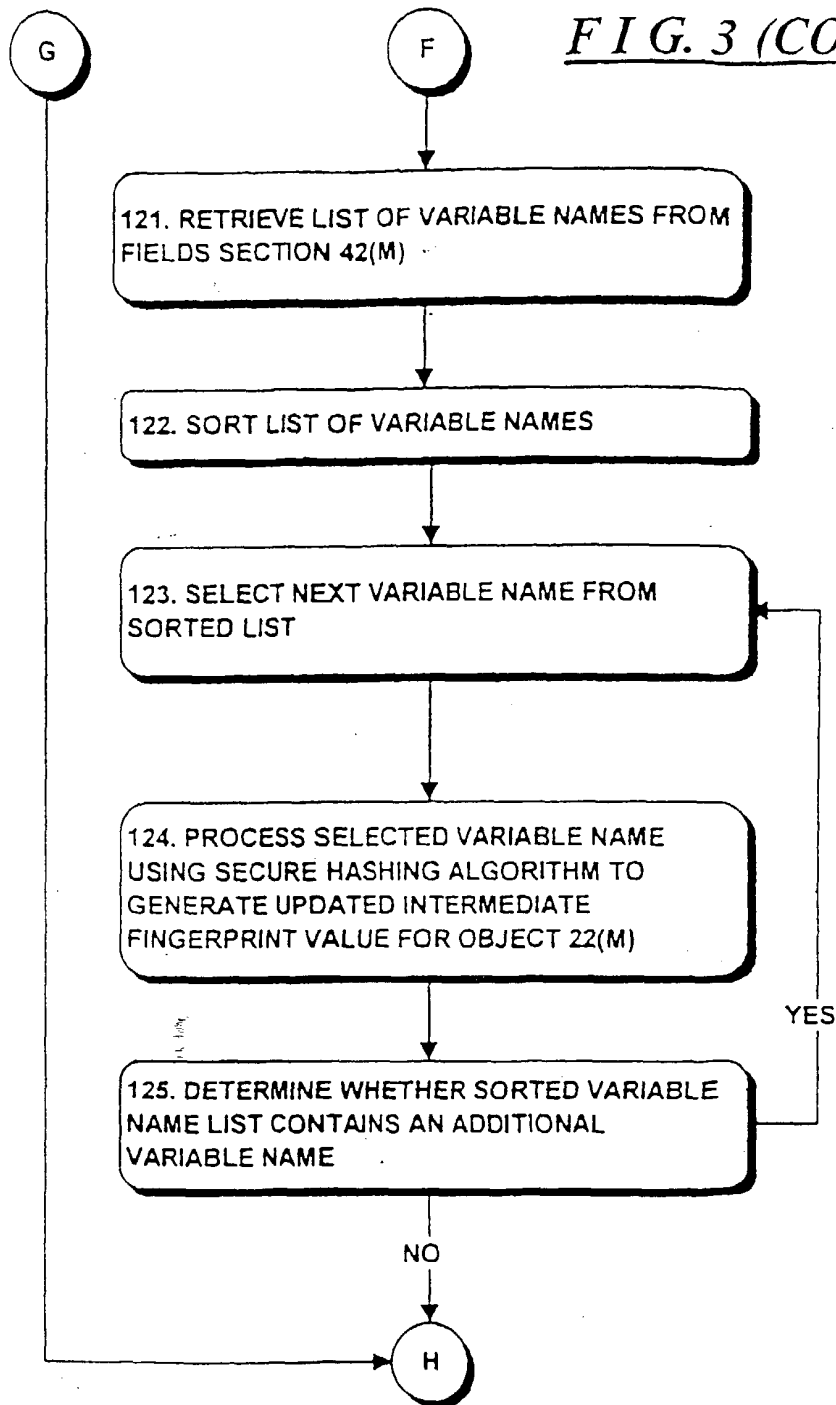 F I G. 3 (CO
G
F
121. RETRIEVE LIST OF VARIABLE NAMES FROM
FIELDS SECTION 42(M)
122. SORT LIST OF VARIABLE NAMES
123. SELECT NEXT VARIABLE NAME FROM
SORTED LIST
124. PROCESS SELECTED VARIABLE NAME
USING SECURE HASHING ALGORITHM TO
GENERATE UPDATED INTERMEDIATE
FINGERPRINT VALUE FOR OBJECT 22(M)
YES
125. DETERMINE WHETHER SORTED VARIABLE
NAME LIST CONTAINS AN ADDITIONAL
VARIABLE NAME
NO
H